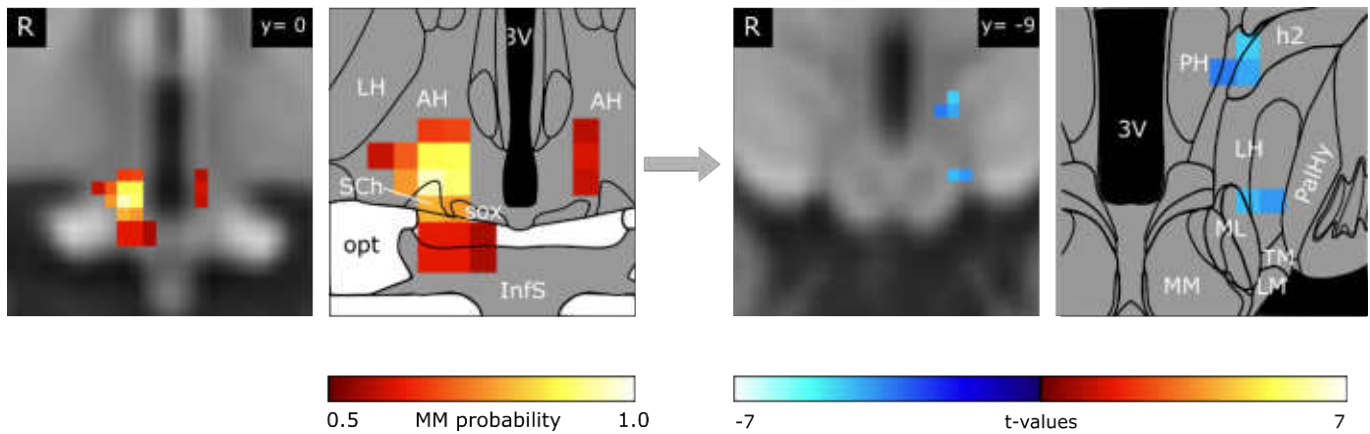 R
y= 0
3V
LH
AH
AH
SCh
sox
opt
InfS
R
y= -9
h2
PH
3V
LH
PalHy
ML
TM
MM
LM
0.5 MM probability 1.0
-7 t-values 7